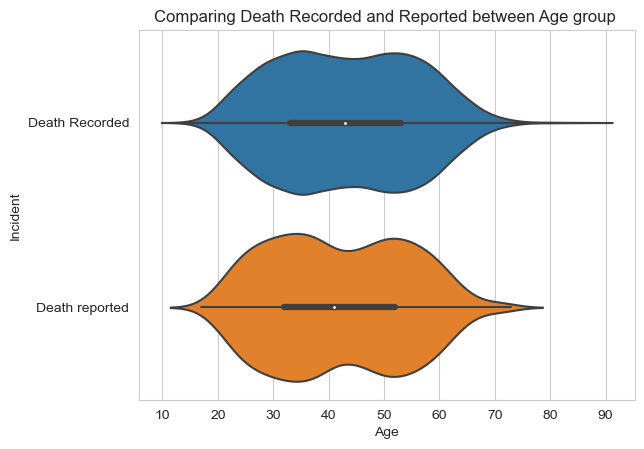 Comparing Death Recorded and Reported between Age group
Incident
Death Recorded
Death reported
10 20 30 40 50 60 70 80 90
Age